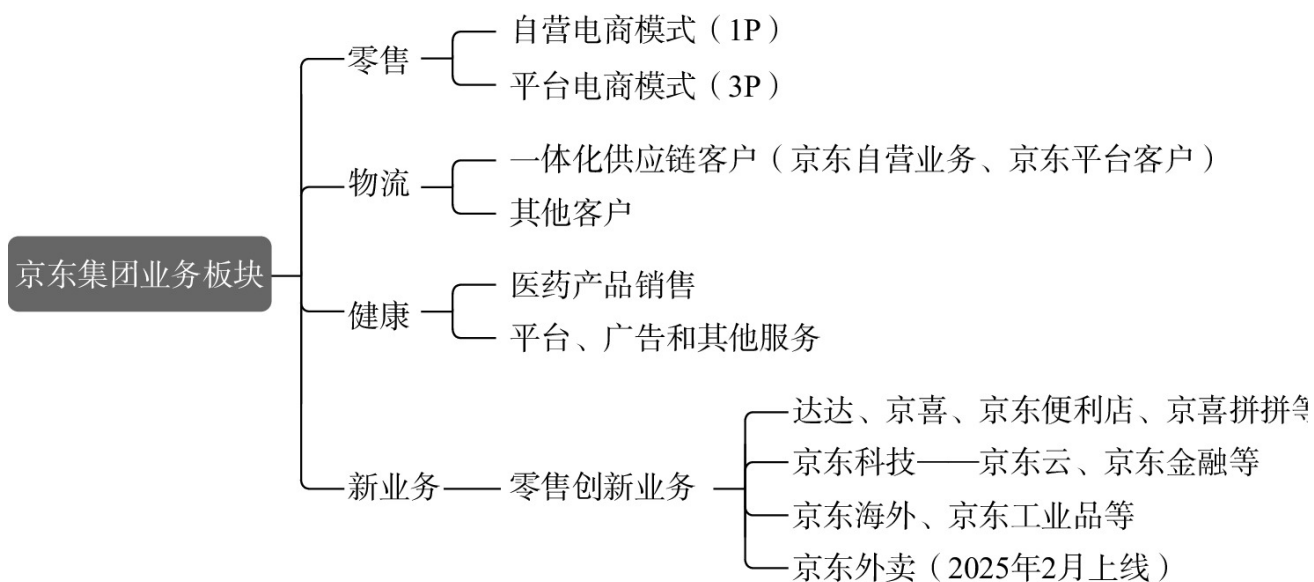 京东集团业务板块
零售
自营电商模式（1P）
平台电商模式（3P）
物流
一体化供应链客户（京东自营业务、京东平台客户）
其他客户
健康
医药产品销售
平台、广告和其他服务
新业务
零售创新业务
达达、京喜、京东便利店、京喜拼拼等
京东科技——京东云、京东金融等
京东海外、京东工业品等
京东外卖（2025年2月上线）